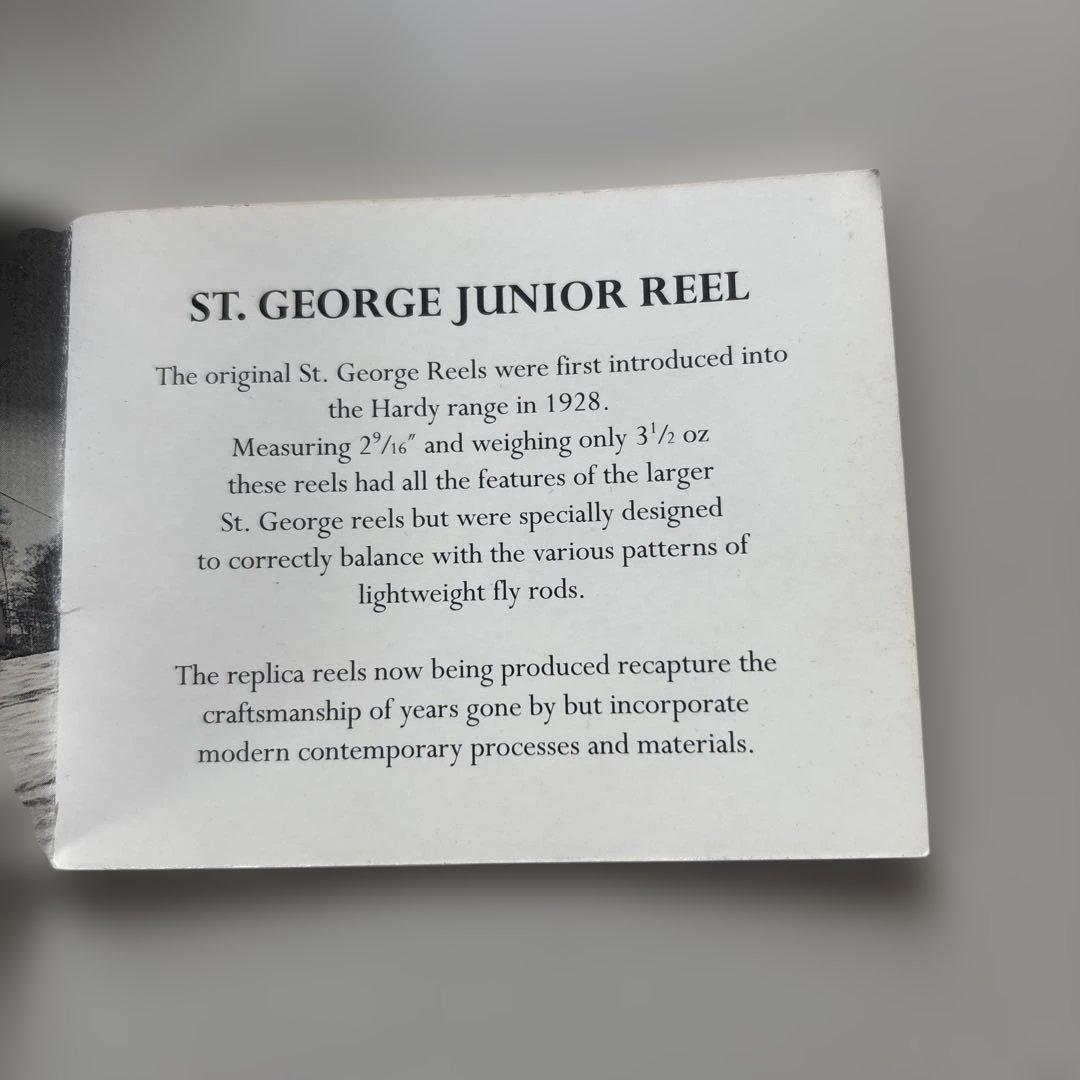 ST. GEORGE JUNIOR REEL
The original St. George Reels were first introduced into
the Hardy range in 1928.
Measuring 2⁹/₁₆″ and weighing only 3¹/₂ oz
these reels had all the features of the larger
St. George reels but were specially designed
to correctly balance with the various patterns of
lightweight fly rods.
The replica reels now being produced recapture the
craftsmanship of years gone by but incorporate
modern contemporary processes and materials.